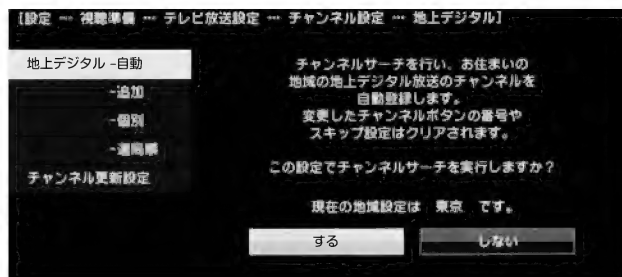 [設定 … 視聴準備 … テレビ放送設定 … チャンネル設定 … 地上デジタル]
地上デジタル -自動
-追加
-個別
-選局順
チャンネル更新設定
チャンネルサーチを行い、お住まいの
地域の地上デジタル放送のチャンネルを
自動登録します。
変更したチャンネルボタンの番号や
スキップ設定はクリアされます。
この設定でチャンネルサーチを実行しますか?
現在の地域設定は 東京 です。
する
しない